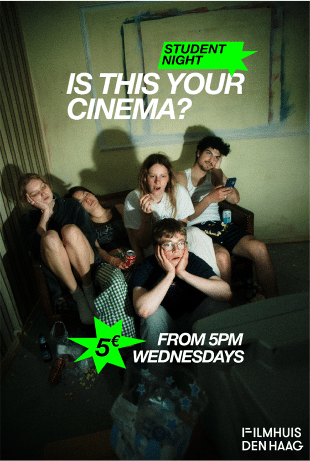 STUDENT
NIGHT
IS THIS YOUR
CINEMA?
5€
FROM 5PM
WEDNESDAYS
FILMHUIS
DEN HAAG